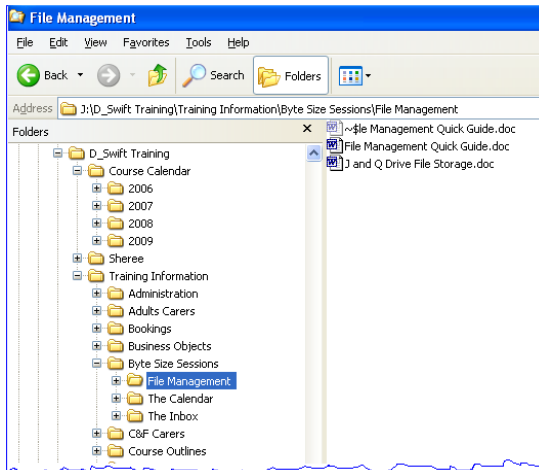 File Management
File Edit View Favorites Tools Help
Back Search Folders
Address J:\D_Swift Training\Training Information\Byte Size Sessions\File Management
Folders
D_Swift Training
Course Calendar
2006
2007
2008
2009
Sheree
Training Information
Administration
Adults Carers
Bookings
Business Objects
Byte Size Sessions
File Management
The Calendar
The Inbox
C&F Carers
Course Outlines
~$le Management Quick Guide.doc
File Management Quick Guide.doc
J and Q Drive File Storage.doc